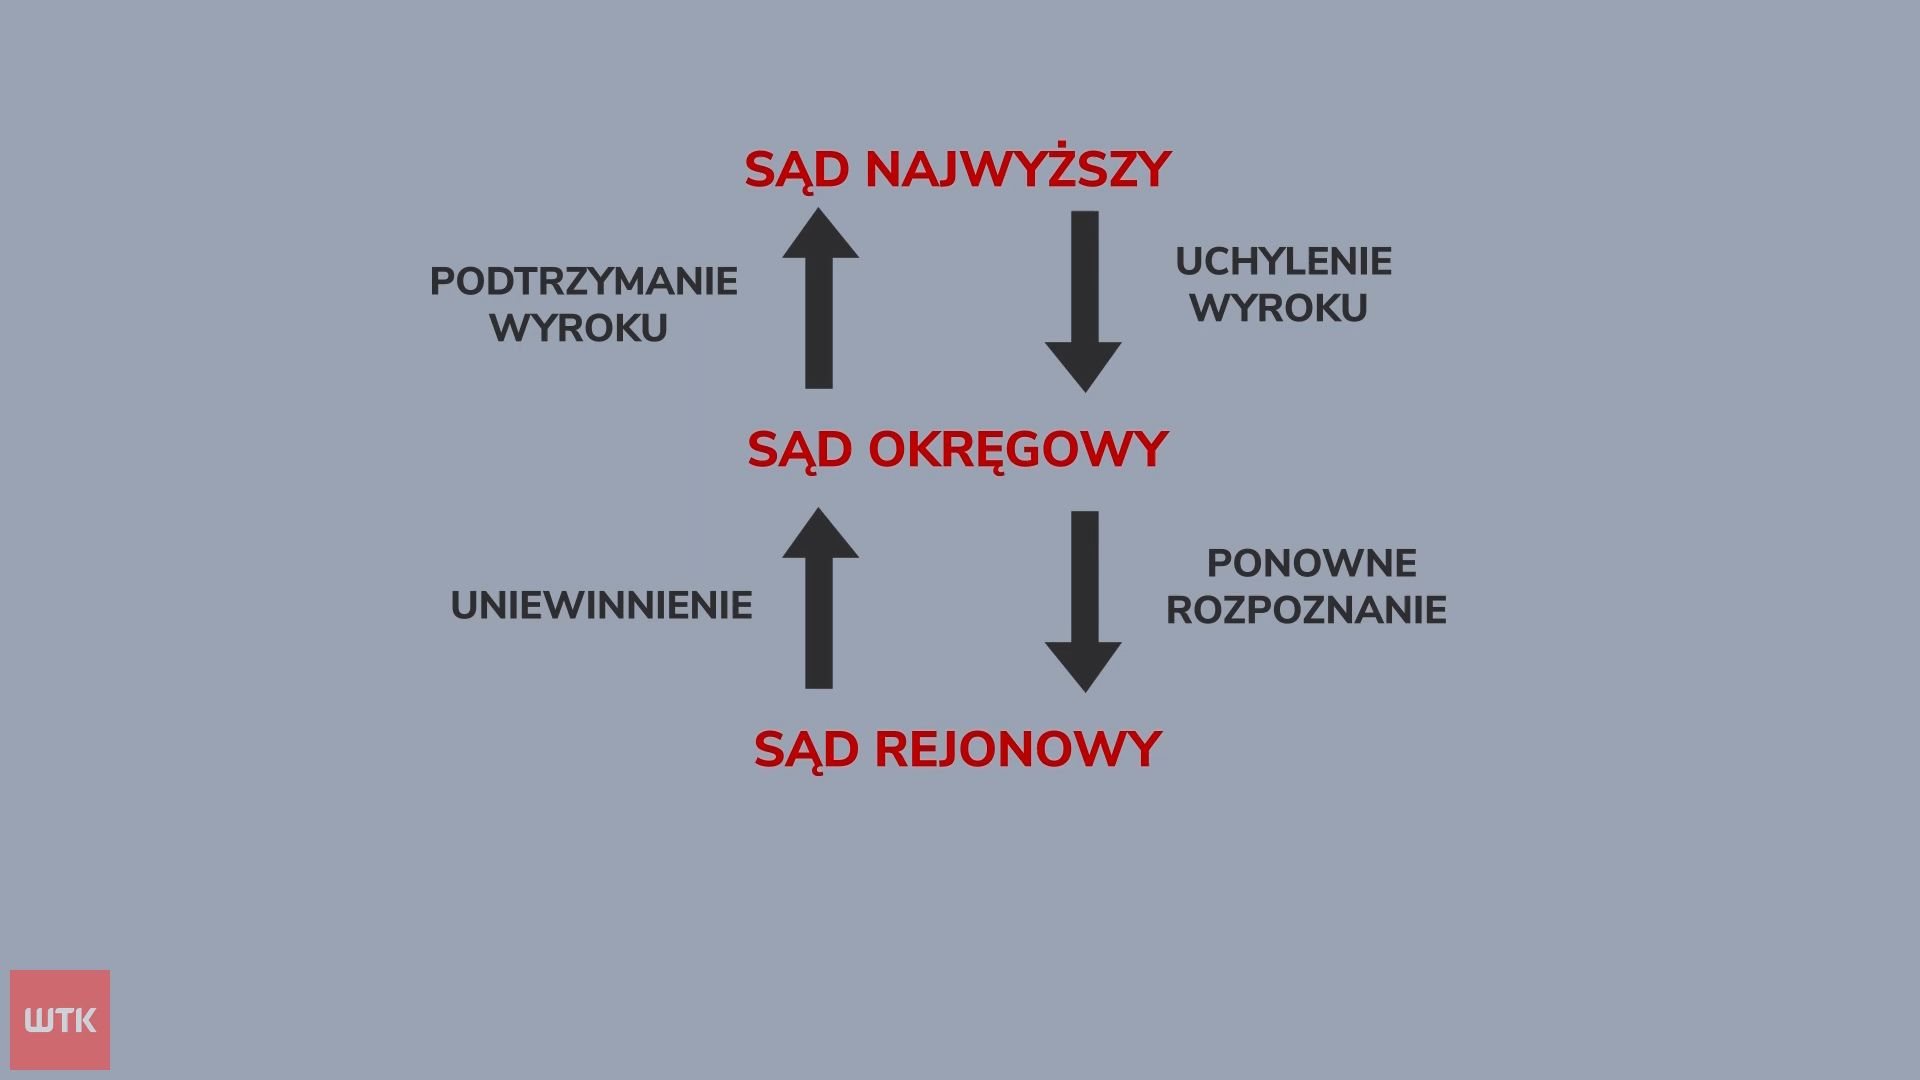 SĄD NAJWYŻSZY
PODTRZYMANIE
WYROKU
UCHYLENIE
WYROKU
SĄD OKRĘGOWY
UNIEWINNIENIE
PONOWNE
ROZPOZNANIE
SĄD REJONOWY
WTK